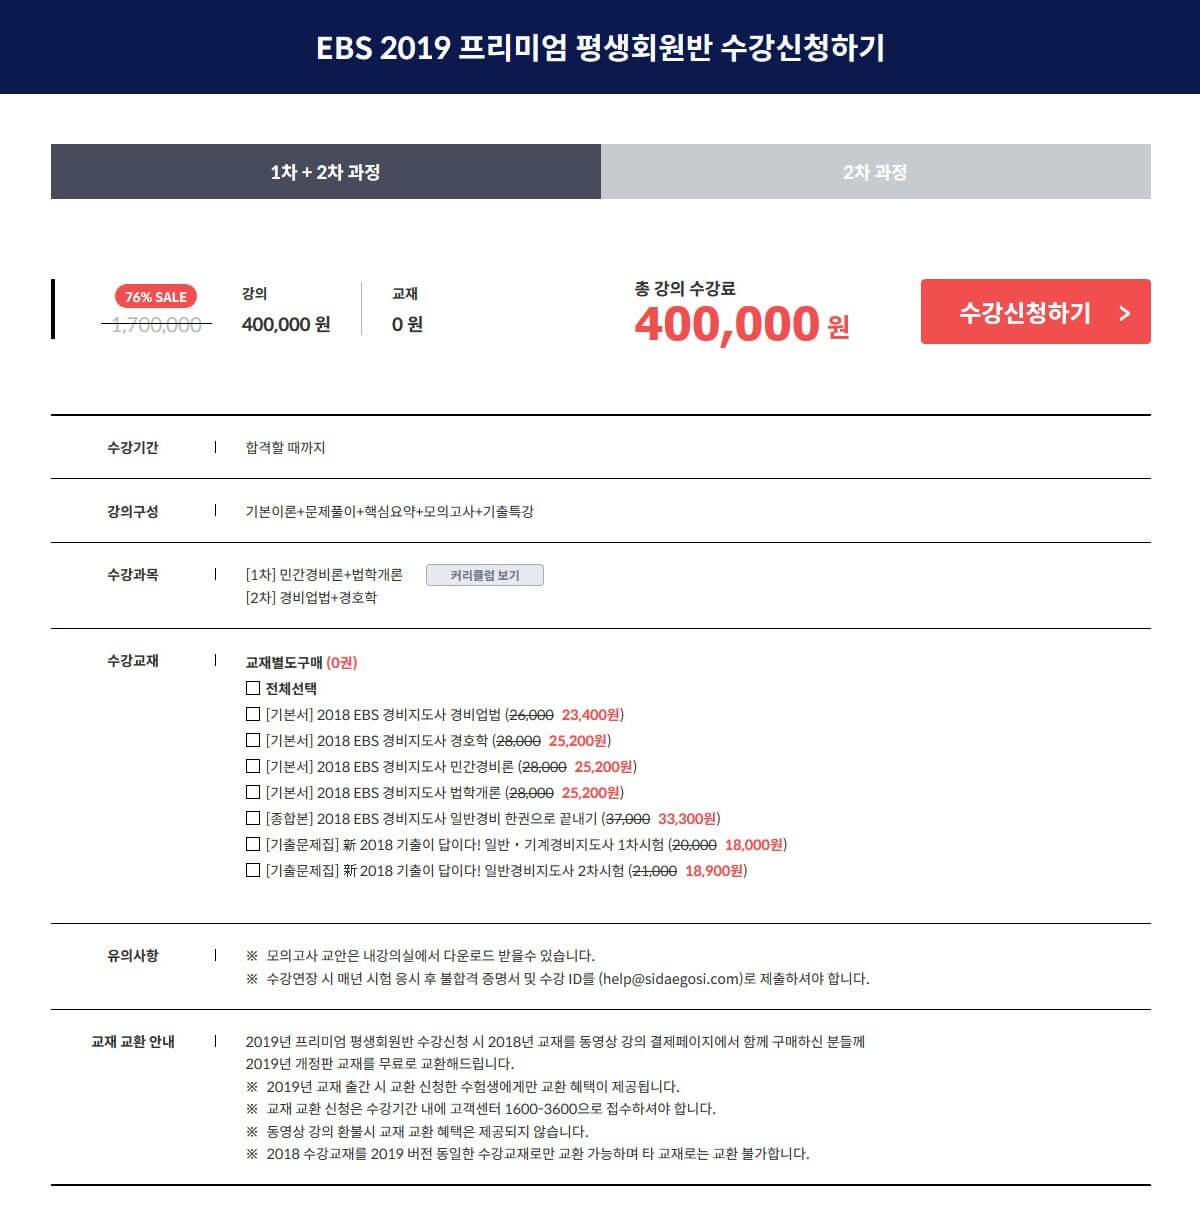 EBS 2019 프리미엄 평생회원반 수강신청하기
1차 + 2차 과정
2차 과정
76% SALE
1,700,000
강의
400,000 원
교재
0 원
총 강의 수강료
400,000 원
수강신청하기 >
수강기간
합격할 때까지
강의구성
기본이론+문제풀이+핵심요약+모의고사+기출특강
수강과목
[1차] 민간경비론+법학개론
커리큘럼 보기
[2차] 경비업법+경호학
수강교재
교재별도구매 (0권)
전체선택
[기본서] 2018 EBS 경비지도사 경비업법 (26,000 23,400원)
[기본서] 2018 EBS 경비지도사 경호학 (28,000 25,200원)
[기본서] 2018 EBS 경비지도사 민간경비론 (28,000 25,200원)
[기본서] 2018 EBS 경비지도사 법학개론 (28,000 25,200원)
[종합본] 2018 EBS 경비지도사 일반경비 한권으로 끝내기 (37,000 33,300원)
[기출문제집] 新 2018 기출이 답이다! 일반·기계경비지도사 1차시험 (20,000 18,000원)
[기출문제집] 新 2018 기출이 답이다! 일반경비지도사 2차시험 (21,000 18,900원)
유의사항
※ 모의고사 교안은 내강의실에서 다운로드 받을수 있습니다.
※ 수강연장 시 매년 시험 응시 후 불합격 증명서 및 수강 ID를 (help@sidaegosi.com)로 제출하셔야 합니다.
교재 교환 안내
2019년 프리미엄 평생회원반 수강신청 시 2018년 교재를 동영상 강의 결제페이지에서 함께 구매하신 분들께
2019년 개정판 교재를 무료로 교환해드립니다.
※ 2019년 교재 출간 시 교환 신청한 수험생에게만 교환 혜택이 제공됩니다.
※ 교재 교환 신청은 수강기간 내에 고객센터 1600-3600으로 접수하셔야 합니다.
※ 동영상 강의 환불시 교재 교환 혜택은 제공되지 않습니다.
※ 2018 수강교재를 2019 버전 동일한 수강교재로만 교환 가능하며 타 교재로는 교환 불가합니다.